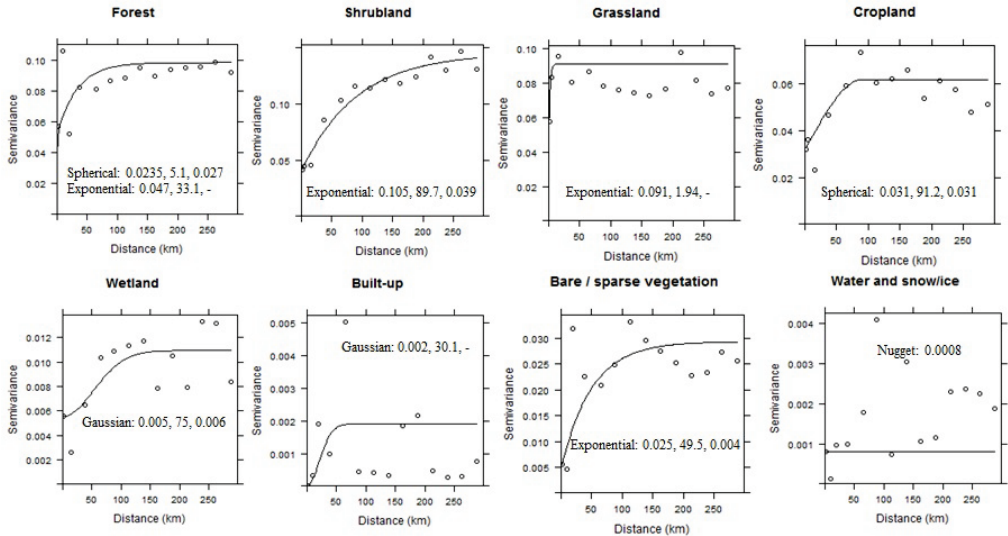 Forest
Semivariance
0.10
0.08
0.06
0.04
0.02
Spherical: 0.0235, 5.1, 0.027
Exponential: 0.047, 33.1, -
50 100 150 200 250
Distance (km)
Shrubland
Semivariance
0.10
0.05
Exponential: 0.105, 89.7, 0.039
50 100 150 200 250
Distance (km)
Grassland
Semivariance
0.10
0.08
0.06
0.04
0.02
Exponential: 0.091, 1.94, -
50 100 150 200 250
Distance (km)
Cropland
Semivariance
0.06
0.04
0.02
Spherical: 0.031, 91.2, 0.031
50 100 150 200 250
Distance (km)
Wetland
Semivariance
0.012
0.010
0.008
0.006
0.004
0.002
Gaussian: 0.005, 75, 0.006
50 100 150 200 250
Distance (km)
Built-up
Semivariance
0.005
0.004
0.003
0.002
0.001
Gaussian: 0.002, 30.1, -
50 100 150 200 250
Distance (km)
Bare / sparse vegetation
Semivariance
0.030
0.025
0.020
0.015
0.010
0.005
Exponential: 0.025, 49.5, 0.004
50 100 150 200 250
Distance (km)
Water and snow/ice
Semivariance
0.004
0.003
0.002
0.001
Nugget: 0.0008
50 100 150 200 250
Distance (km)